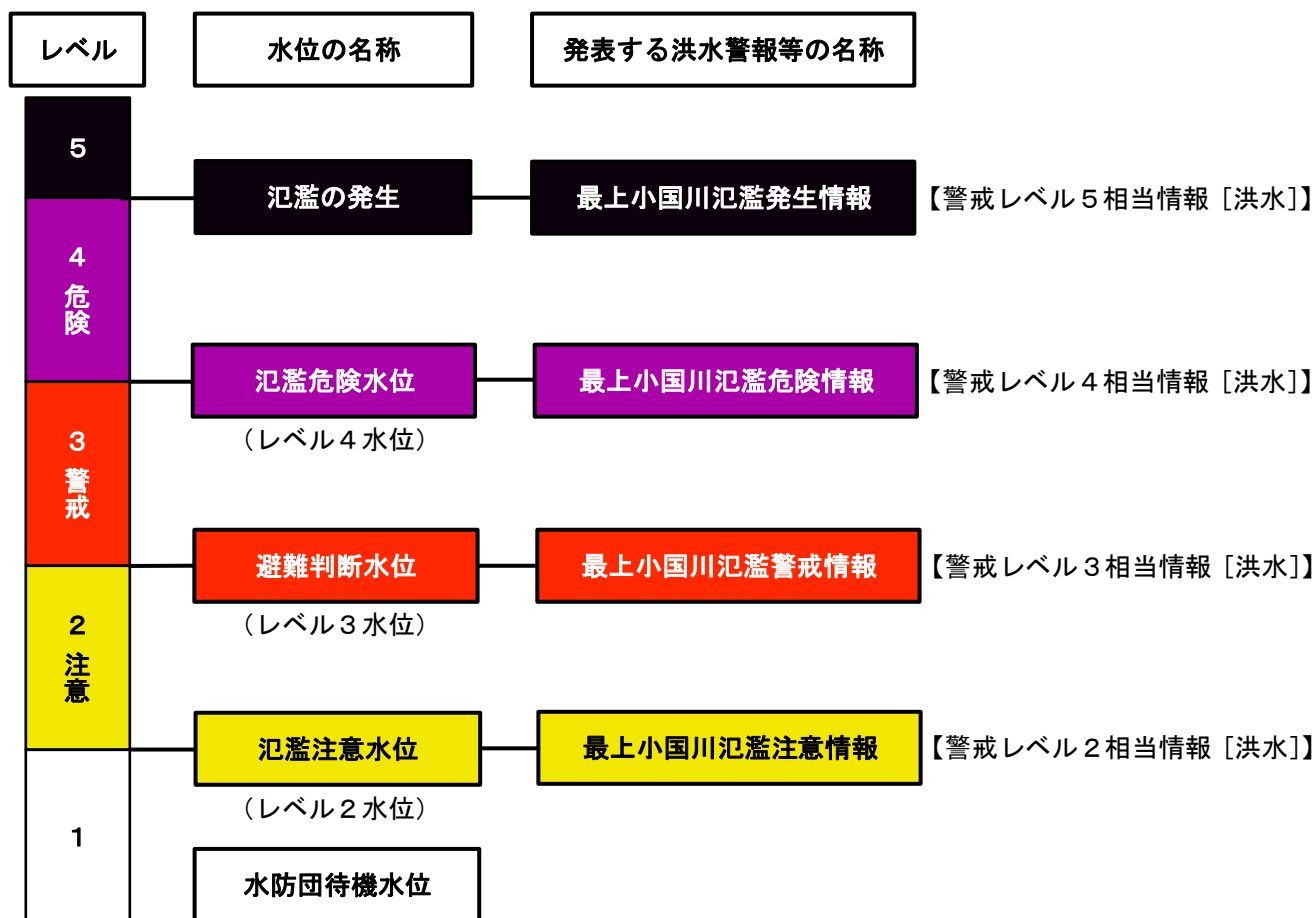 レベル
水位の名称
発表する洪水警報等の名称
5
氾濫の発生
最上小国川氾濫発生情報
【警戒レベル５相当情報［洪水］】
4
危険
氾濫危険水位
最上小国川氾濫危険情報
【警戒レベル４相当情報［洪水］】
（レベル４水位）
3
警戒
避難判断水位
最上小国川氾濫警戒情報
【警戒レベル３相当情報［洪水］】
（レベル３水位）
2
注意
氾濫注意水位
最上小国川氾濫注意情報
【警戒レベル２相当情報［洪水］】
（レベル２水位）
1
水防団待機水位